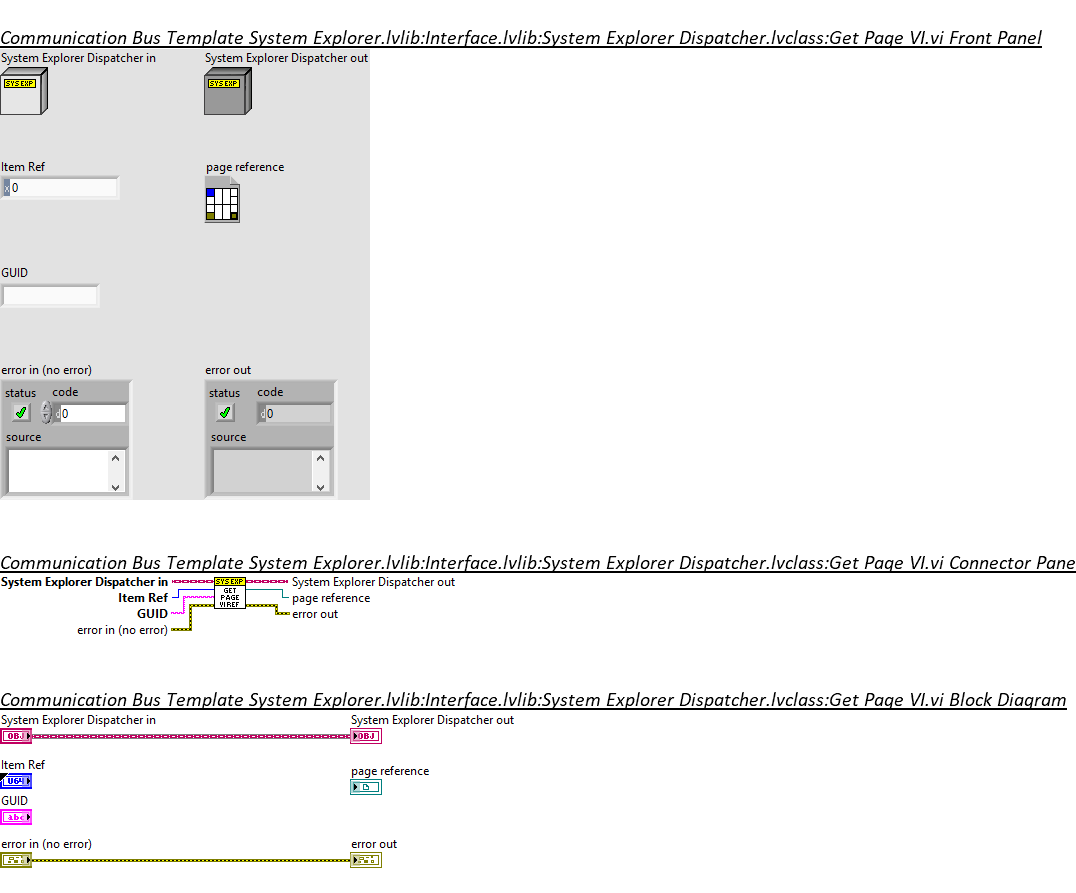 Communication Bus Template System Explorer.lvlib:Interface.lvlib:System Explorer Dispatcher.lvclass:Get Page VI.vi Front Panel
System Explorer Dispatcher in
System Explorer Dispatcher out
SYS EXP
SYS EXP
Item Ref
page reference
x 0
GUID
error in (no error)
error out
status
code
status
code
d 0
d 0
source
source
Communication Bus Template System Explorer.lvlib:Interface.lvlib:System Explorer Dispatcher.lvclass:Get Page VI.vi Connector Pane
System Explorer Dispatcher in
SYS EXP
System Explorer Dispatcher out
Item Ref
GET
PAGE
VI REF
page reference
GUID
error out
error in (no error)
Communication Bus Template System Explorer.lvlib:Interface.lvlib:System Explorer Dispatcher.lvclass:Get Page VI.vi Block Diagram
System Explorer Dispatcher in
System Explorer Dispatcher out
OBJ
OBJ
Item Ref
page reference
U64
GUID
abc
error in (no error)
error out